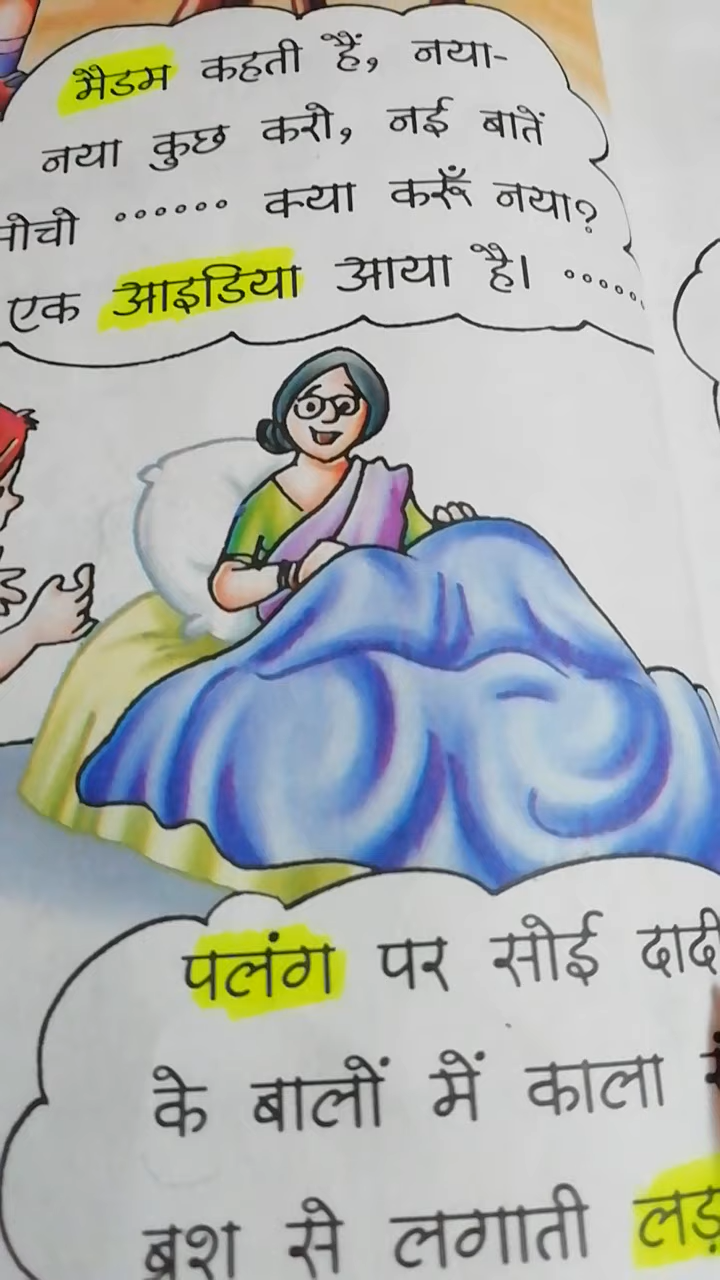 मैडम कहती हैं, नया-
नया कुछ करो, नई बातें
...... क्या करूँ नया?
एक आइडिया आया है। ......
पलंग पर सोई दादी
के बालों में काला
ब्रश से लगाती